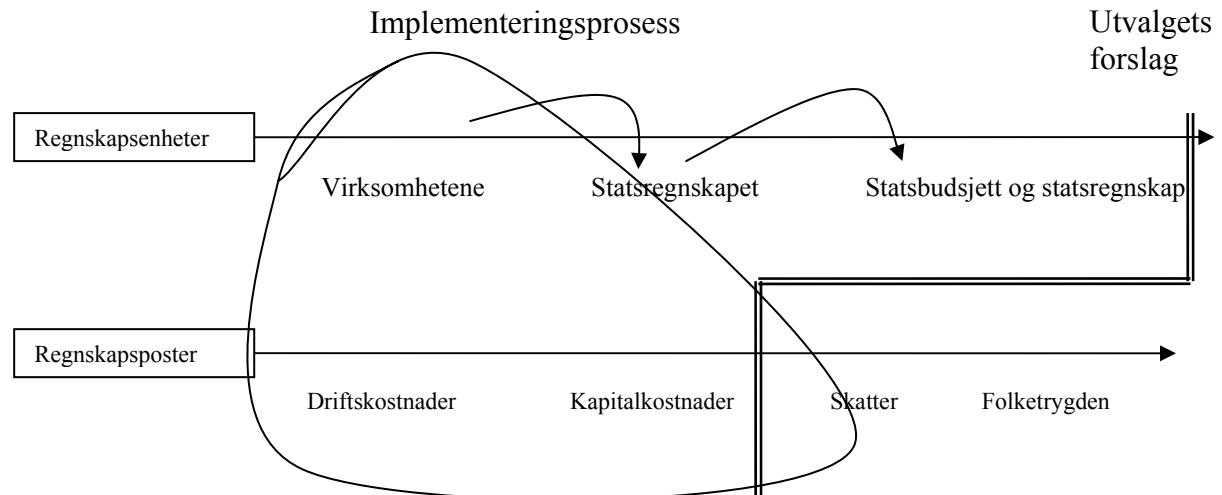 Implementeringsprosess
Utvalgets
forslag
Regnskapsenheter
Virksomhetene
Statsregnskapet
Statsbudsjett og statsregnskap
Regnskapsposter
Driftskostnader
Kapitalkostnader
Skatter
Folketrygden